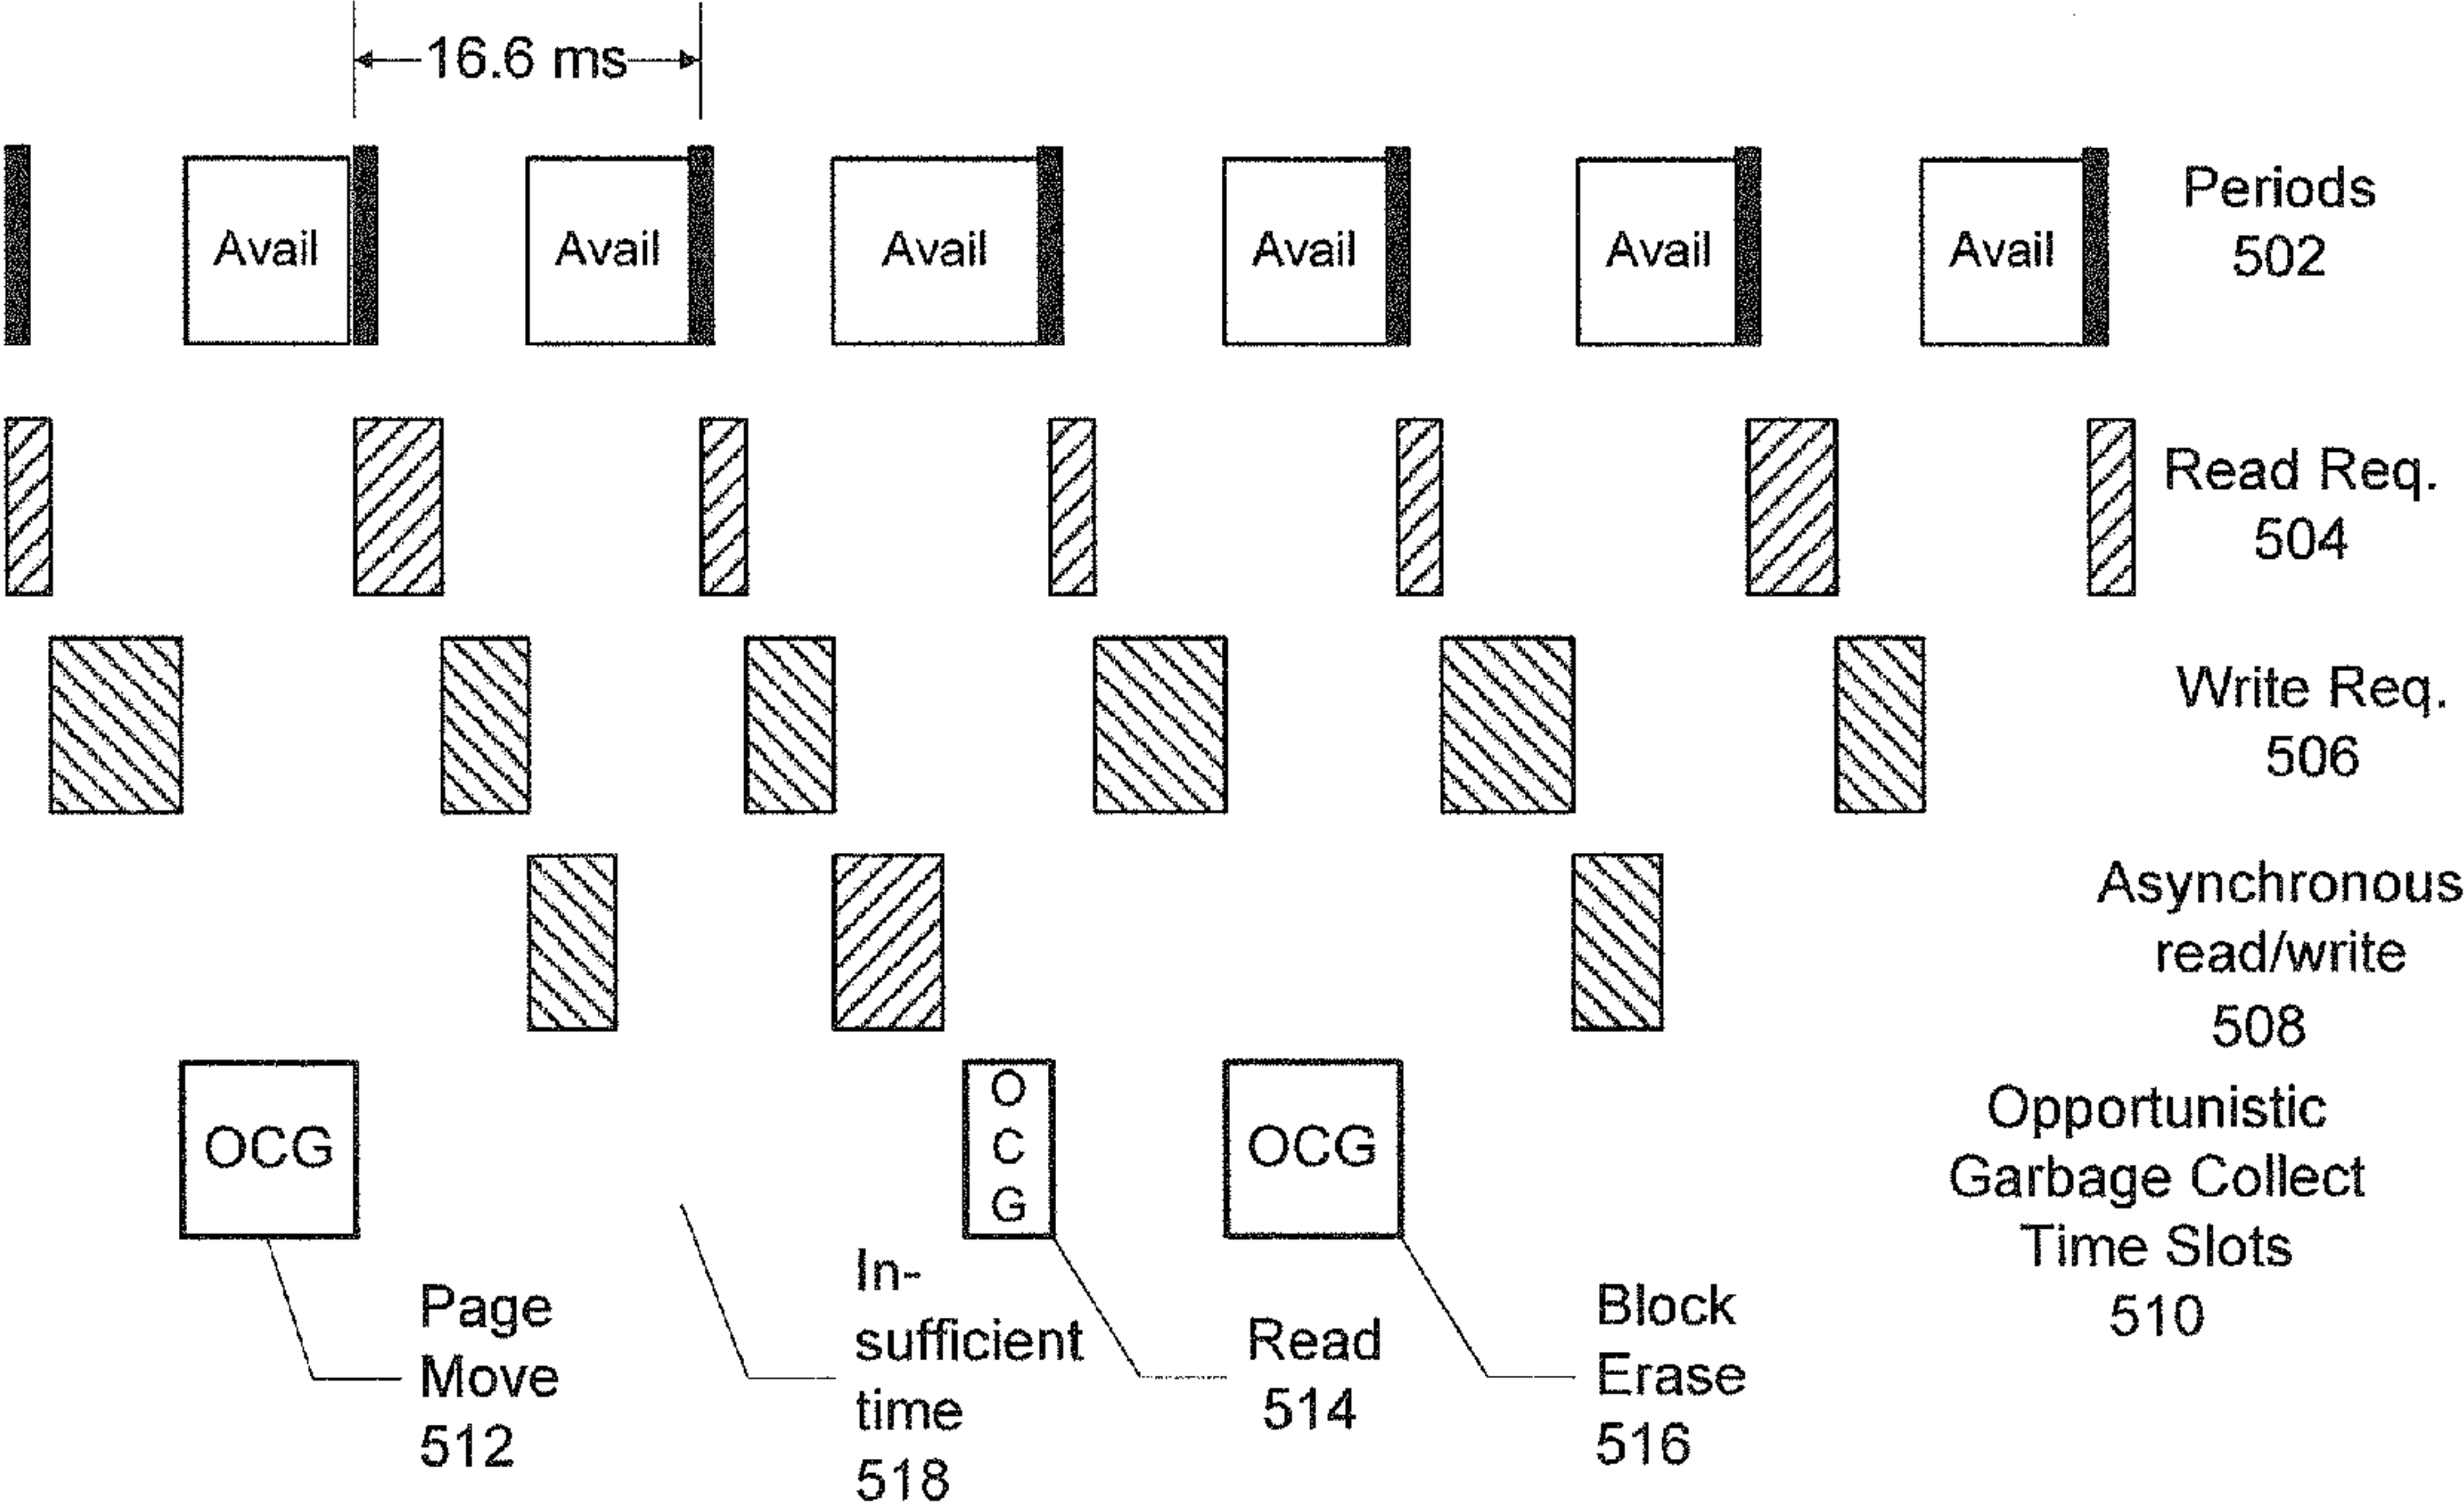 16.6 ms
Avail
Avail
Avail
Avail
Avail
Avail
Periods
502
Read Req.
504
Write Req.
506
Asynchronous
read/write
508
OCG
O
C
G
OCG
Opportunistic
Garbage Collect
Time Slots
510
Page
Move
512
In-
sufficient
time
518
Read
514
Block
Erase
516